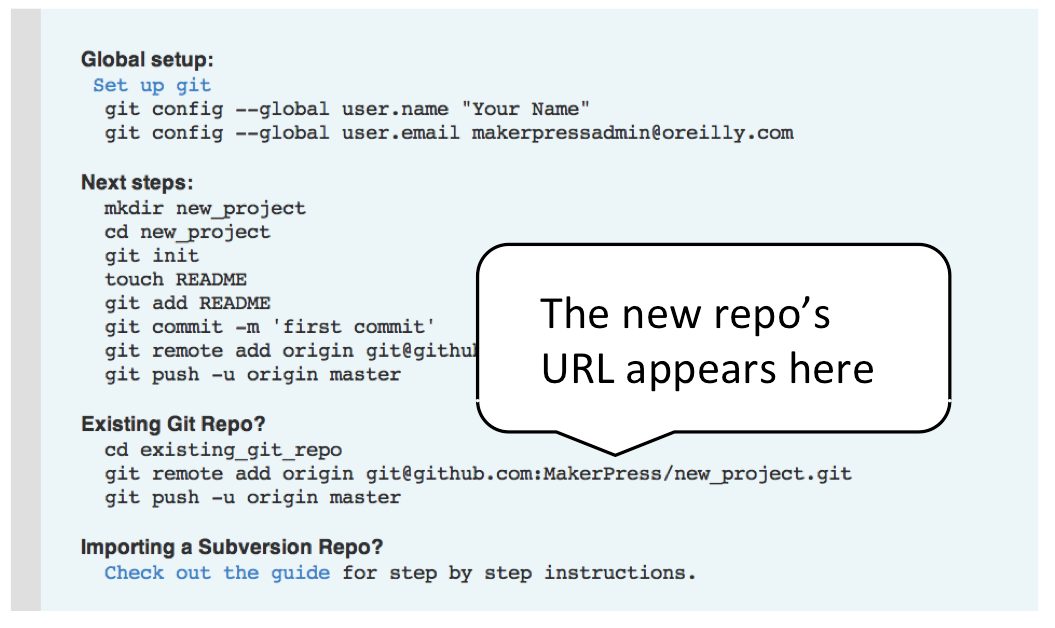 Global setup:
Set up git
git config --global user.name "Your Name"
git config --global user.email makerpressadmin@oreilly.com
Next steps:
mkdir new_project
cd new_project
git init
touch README
git add README
git commit -m 'first commit'
git remote add origin
git push -u origin master
The new repo’s
URL appears here
Existing Git Repo?
cd existing_git_repo
git remote add origin git@github.com:MakerPress/new_project.git
git push -u origin master
Importing a Subversion Repo?
Check out the guide for step by step instructions.